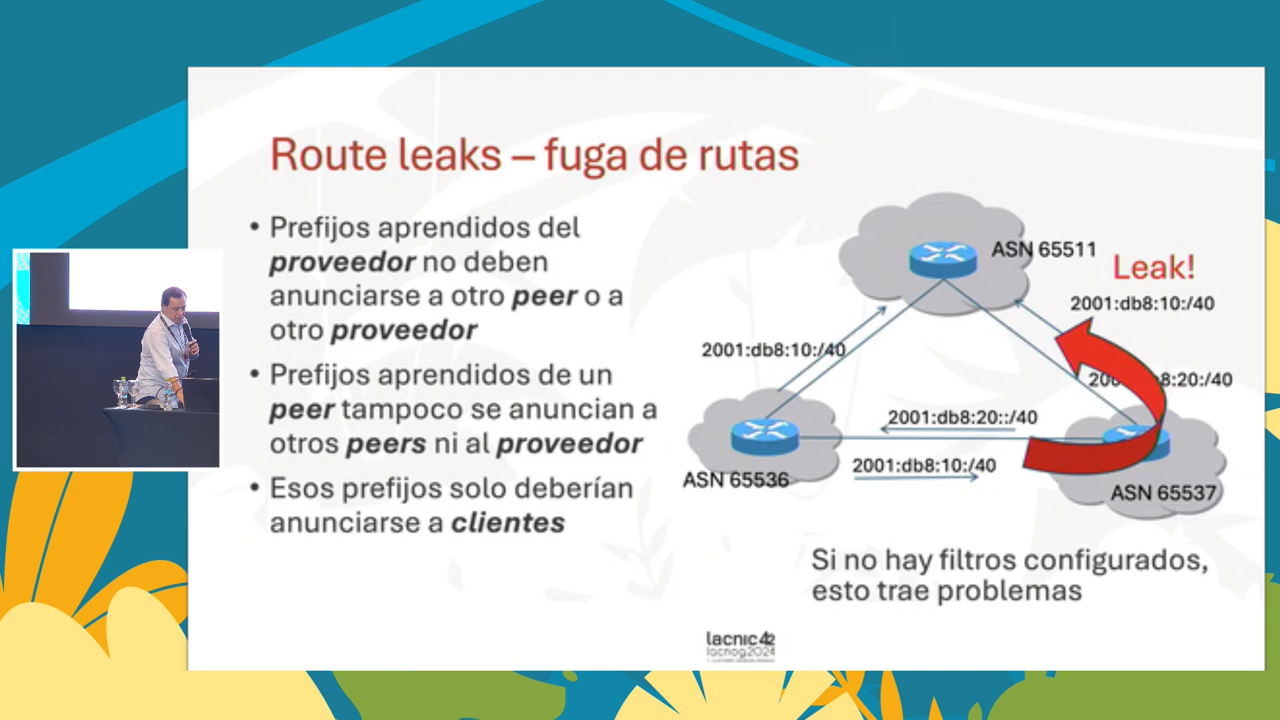 Route leaks – fuga de rutas
• Prefijos aprendidos del
proveedor no deben
anunciarse a otro peer o a
otro proveedor
• Prefijos aprendidos de un
peer tampoco se anuncian a
otros peers ni al proveedor
• Esos prefijos solo deberían
anunciarse a clientes
ASN 65511
Leak!
2001:db8:10:/40
2001:db8:10:/40
8:20:/40
2001:db8:20::/40
2001:db8:10:/40
ASN 65536
ASN 65537
Si no hay filtros configurados,
esto trae problemas
lacnic42
lacnog2024